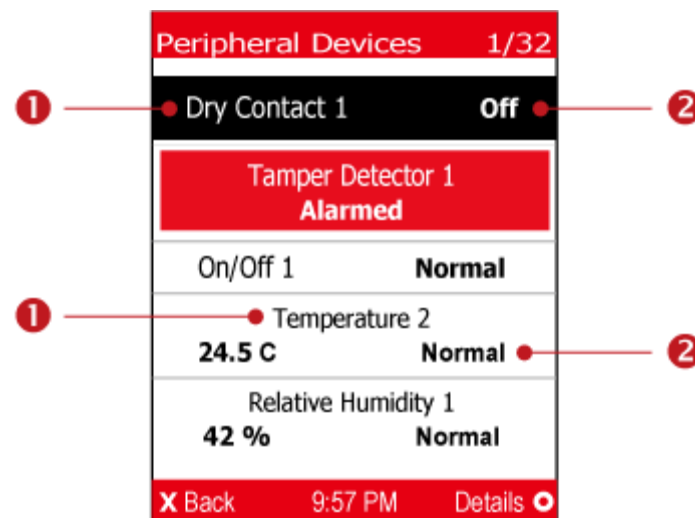 Peripheral Devices 1/32
1 Dry Contact 1 Off 2
Tamper Detector 1
Alarmed
On/Off 1 Normal
1 Temperature 2
24.5 C Normal 2
Relative Humidity 1
42 % Normal
X Back 9:57 PM Details O